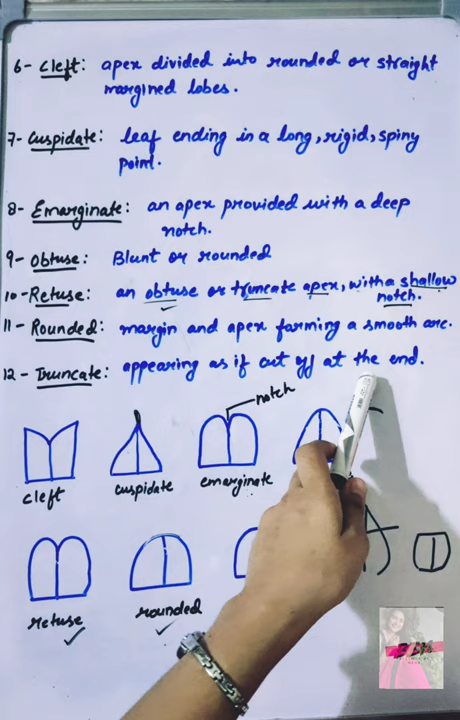 6- Cleft: apex divided into rounded or straight
margined lobes.
7- Cuspidate: leaf ending in a long, rigid, spiny
point.
8- Emarginate: an apex provided with a deep
notch.
9- Obtuse: Blunt or rounded
10- Retuse: an obtuse or truncate apex, with a shallow
notch.
11- Rounded: margin and apex forming a smooth arc.
12- Truncate: appearing as if cut off at the end.
notch
cleft cuspidate emarginate
retuse rounded